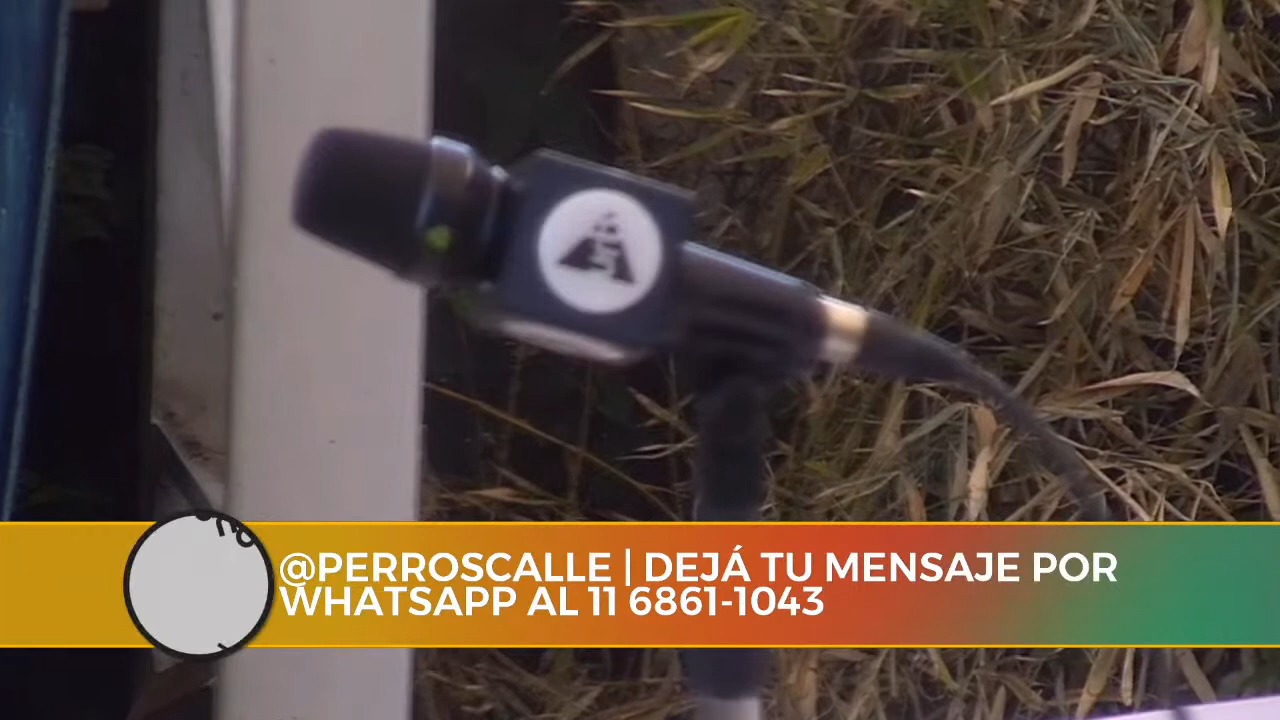 @PERROSCALLE | DEJÁ TU MENSAJE POR
WHATSAPP AL 11 6861-1043